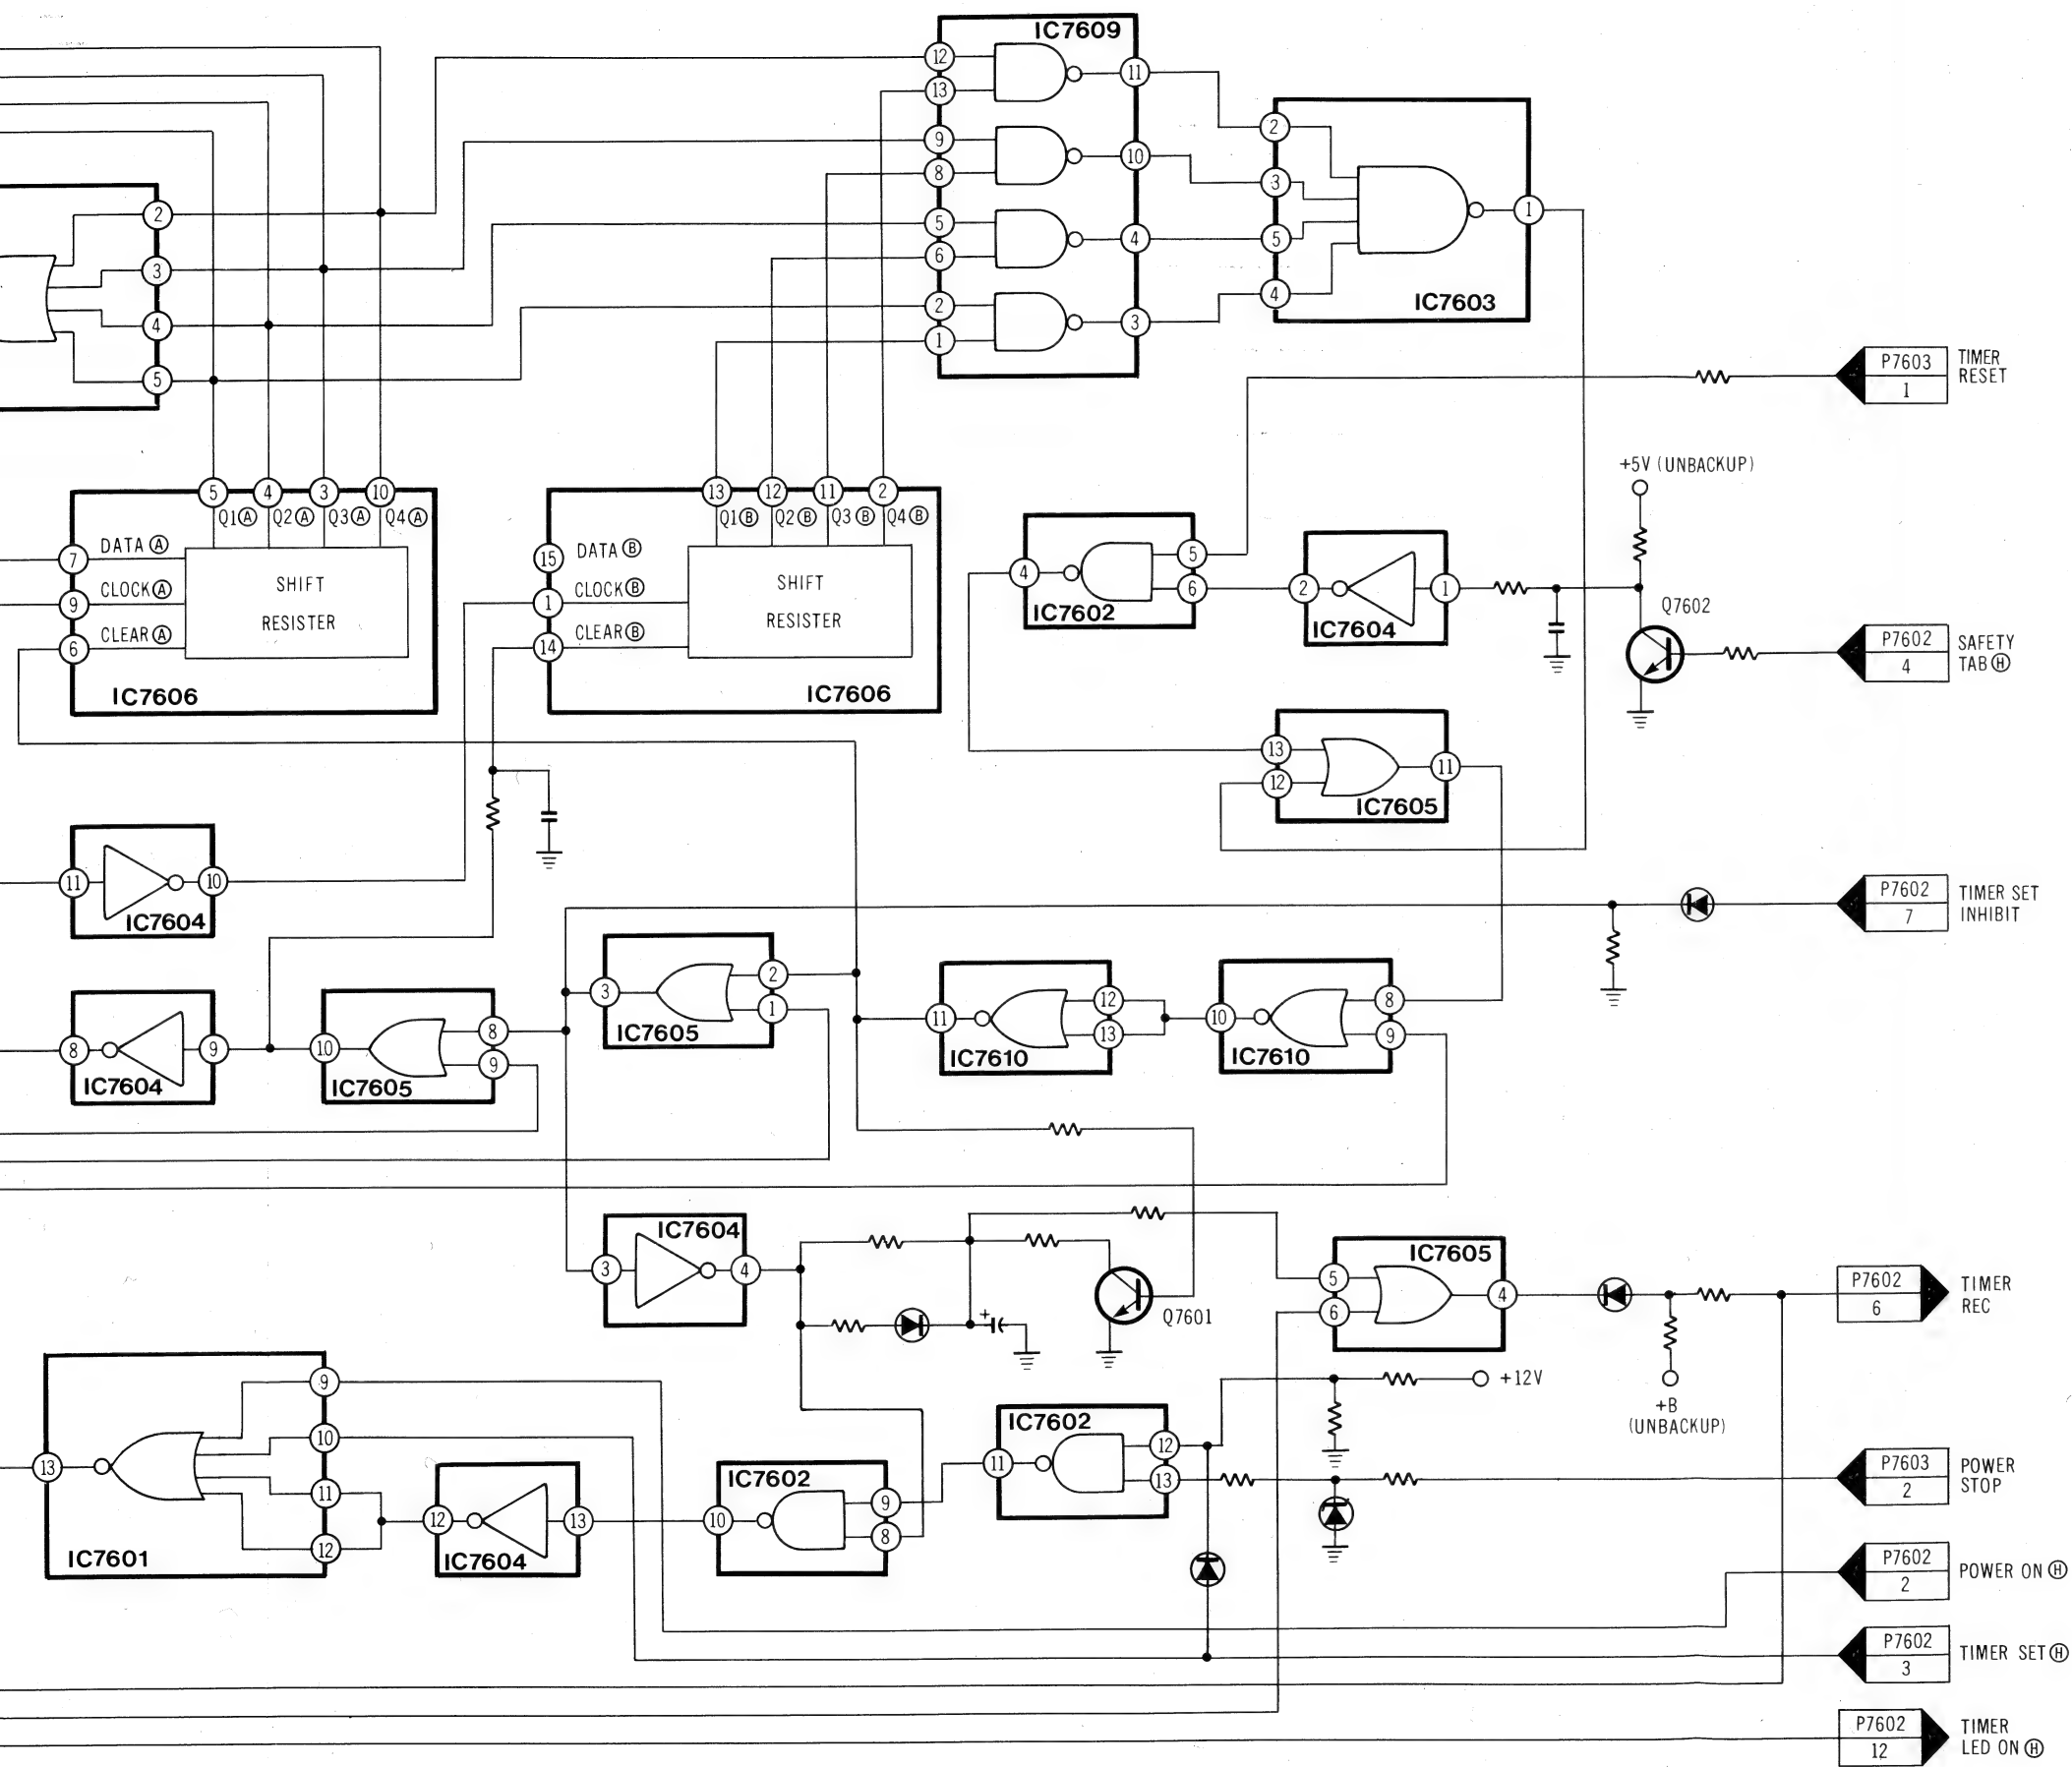 IC7609
12
13
11
9
8
10
5
6
4
2
1
3
2
3
5
4
1
IC7603
2
3
4
5
P7603
1
TIMER
RESET
+5V (UNBACKUP)
5 4 3 10
Q1Ⓐ Q2Ⓐ Q3Ⓐ Q4Ⓐ
7 DATA Ⓐ
9 CLOCKⒶ
6 CLEARⒶ
SHIFT
RESISTER
IC7606
13 12 11 2
Q1Ⓑ Q2Ⓑ Q3Ⓑ Q4Ⓑ
15 DATA Ⓑ
1 CLOCKⒷ
14 CLEARⒷ
SHIFT
RESISTER
IC7606
4
5
6
IC7602
2
1
IC7604
Q7602
P7602
4
SAFETY
TABⒽ
13
12
11
IC7605
11
10
IC7604
P7602
7
TIMER SET
INHIBIT
8
9
IC7604
10
8
9
IC7605
3
2
1
IC7605
11
12
13
IC7610
10
8
9
IC7610
IC7604
3
4
+
Q7601
IC7605
5
6
4
P7602
6
TIMER
REC
+12V
+B
(UNBACKUP)
13
9
10
11
12
IC7601
12
13
IC7604
IC7602
10
9
8
IC7602
11
12
13
P7603
2
POWER
STOP
P7602
2
POWER ON Ⓗ
P7602
3
TIMER SET Ⓗ
P7602
12
TIMER
LED ON Ⓗ